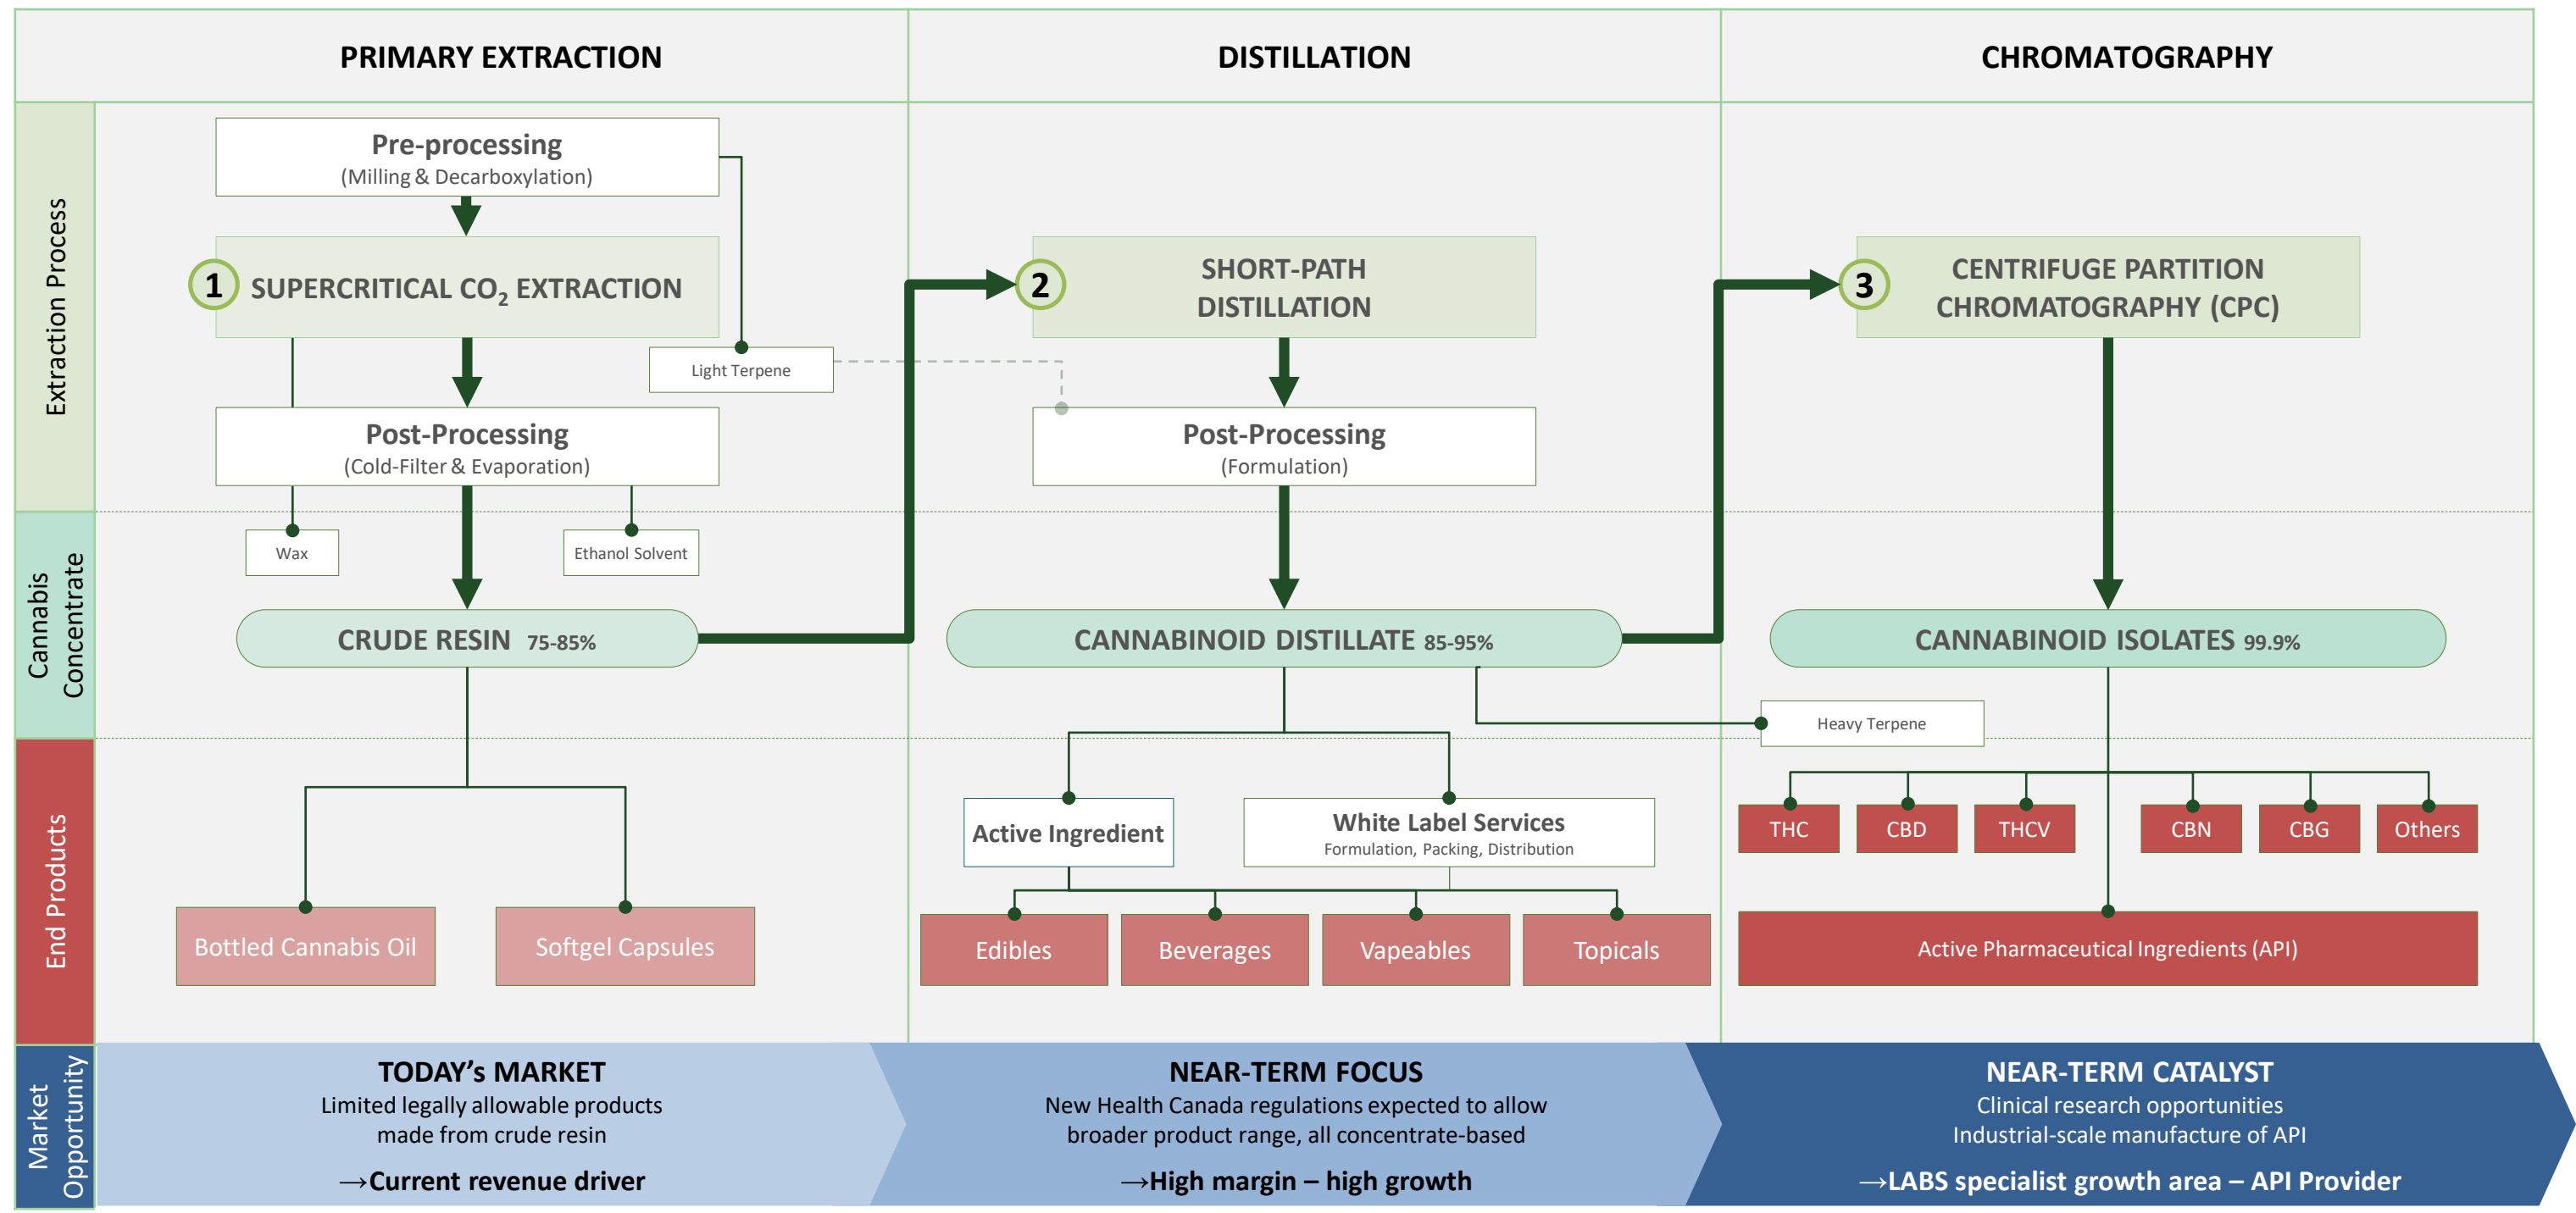 PRIMARY EXTRACTION
DISTILLATION
CHROMATOGRAPHY
Extraction Process
Pre-processing
(Milling & Decarboxylation)
1
SUPERCRITICAL CO₂ EXTRACTION
Light Terpene
Post-Processing
(Cold-Filter & Evaporation)
2
SHORT-PATH
DISTILLATION
Post-Processing
(Formulation)
3
CENTRIFUGE PARTITION
CHROMATOGRAPHY (CPC)
Cannabis
Concentrate
Wax
Ethanol Solvent
CRUDE RESIN 75-85%
CANNABINOID DISTILLATE 85-95%
CANNABINOID ISOLATES 99.9%
Heavy Terpene
End Products
Bottled Cannabis Oil
Softgel Capsules
Active Ingredient
White Label Services
Formulation, Packing, Distribution
Edibles
Beverages
Vapeables
Topicals
THC
CBD
THCV
CBN
CBG
Others
Active Pharmaceutical Ingredients (API)
Market
Opportunity
TODAY's MARKET
Limited legally allowable products
made from crude resin
→Current revenue driver
NEAR-TERM FOCUS
New Health Canada regulations expected to allow
broader product range, all concentrate-based
→High margin – high growth
NEAR-TERM CATALYST
Clinical research opportunities
Industrial-scale manufacture of API
→LABS specialist growth area – API Provider